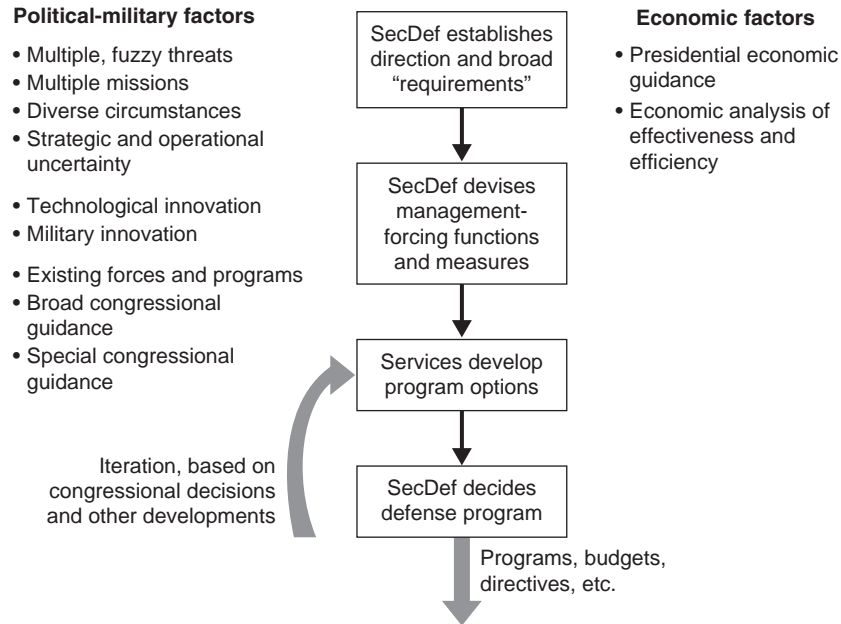 Political-military factors
• Multiple, fuzzy threats
• Multiple missions
• Diverse circumstances
• Strategic and operational
uncertainty
• Technological innovation
• Military innovation
• Existing forces and programs
• Broad congressional
guidance
• Special congressional
guidance
SecDef establishes
direction and broad
“requirements”
SecDef devises
management-
forcing functions
and measures
Services develop
program options
SecDef decides
defense program
Economic factors
• Presidential economic
guidance
• Economic analysis of
effectiveness and
efficiency
Iteration, based on
congressional decisions
and other developments
Programs, budgets,
directives, etc.